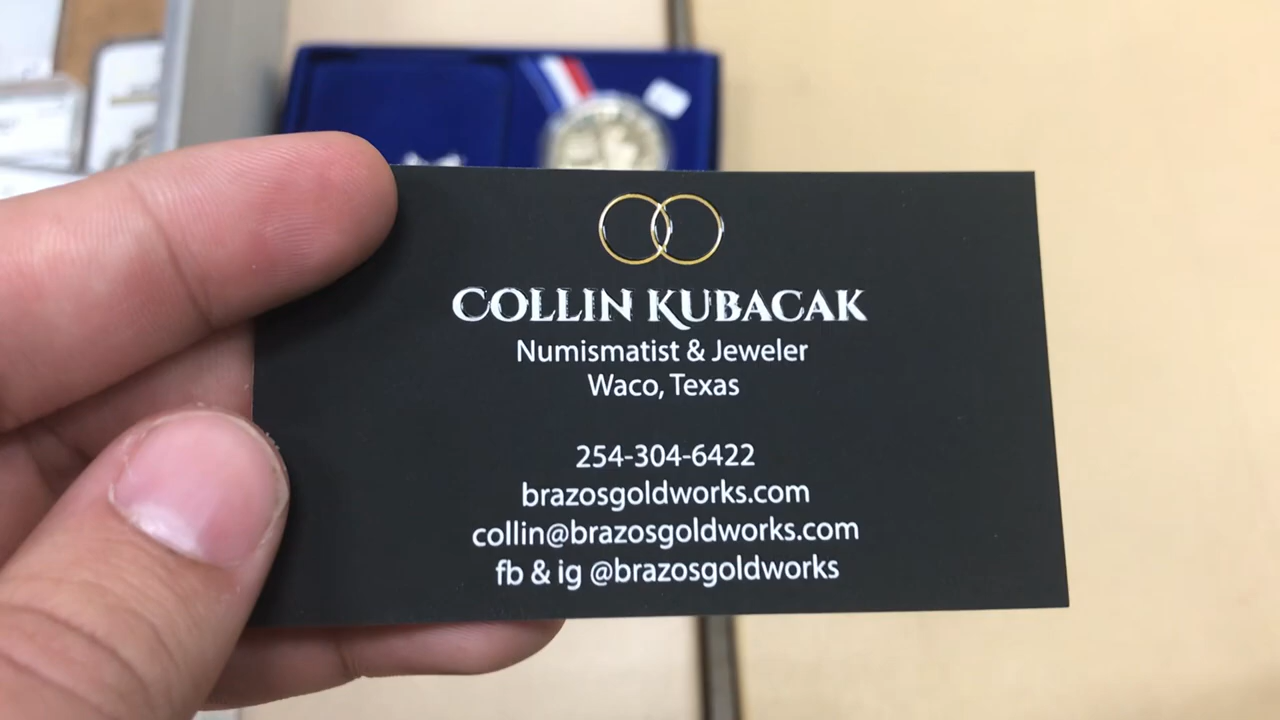 COLLIN KUBACAK
Numismatist & Jeweler
Waco, Texas
254-304-6422
brazosgoldworks.com
collin@brazosgoldworks.com
fb & ig @brazosgoldworks